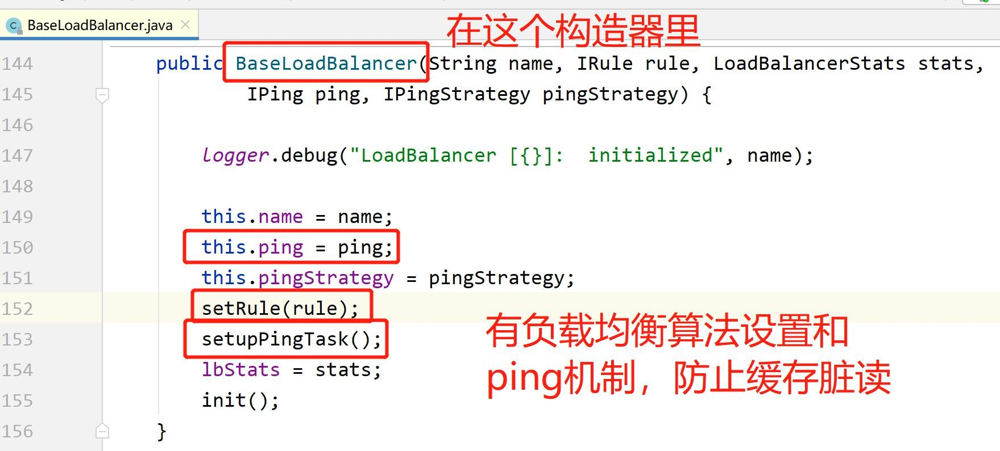 BaseLoadBalancer.java
在这个构造器里
144 public BaseLoadBalancer(String name, IRule rule, LoadBalancerStats stats,
145 IPing ping, IPingStrategy pingStrategy) {
146
147 logger.debug("LoadBalancer [{}]:  initialized", name);
148
149 this.name = name;
150 this.ping = ping;
151 this.pingStrategy = pingStrategy;
152 setRule(rule);
153 setupPingTask();
有负载均衡算法设置和
154 lbStats = stats;
ping机制，防止缓存脏读
155 init();
156 }